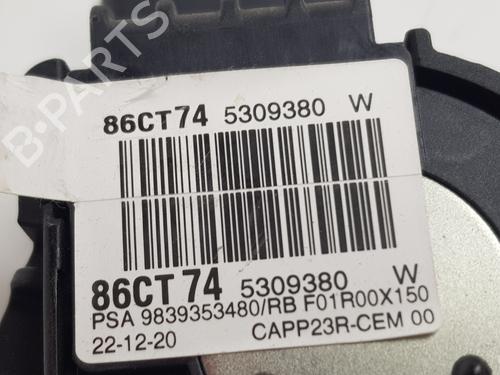 86CT74 5309380 W
86CT74 5309380 W
PSA 9839353480/RB F01R00X150
22-12-20 CAPP23R-CEM 00
B-PARTS